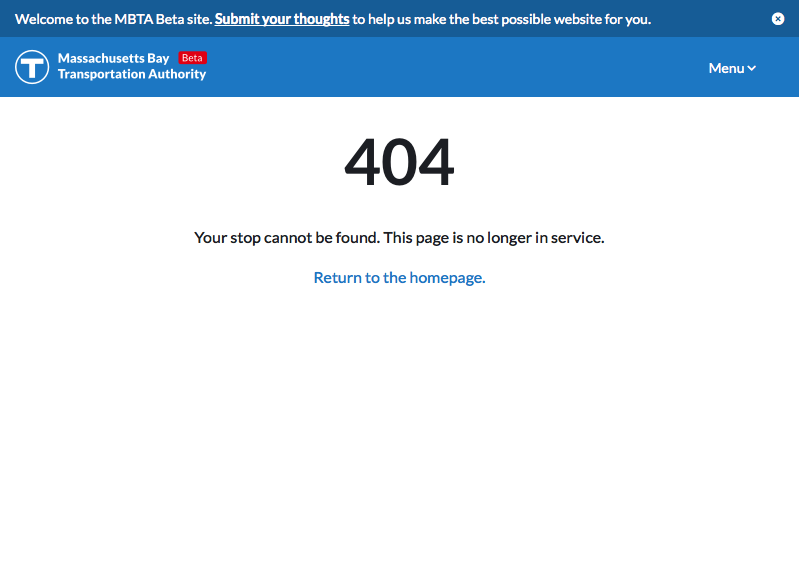 Welcome to the MBTA Beta site. Submit your thoughts to help us make the best possible website for you.
T
Massachusetts Bay Beta
Transportation Authority
Menu
404
Your stop cannot be found. This page is no longer in service.
Return to the homepage.